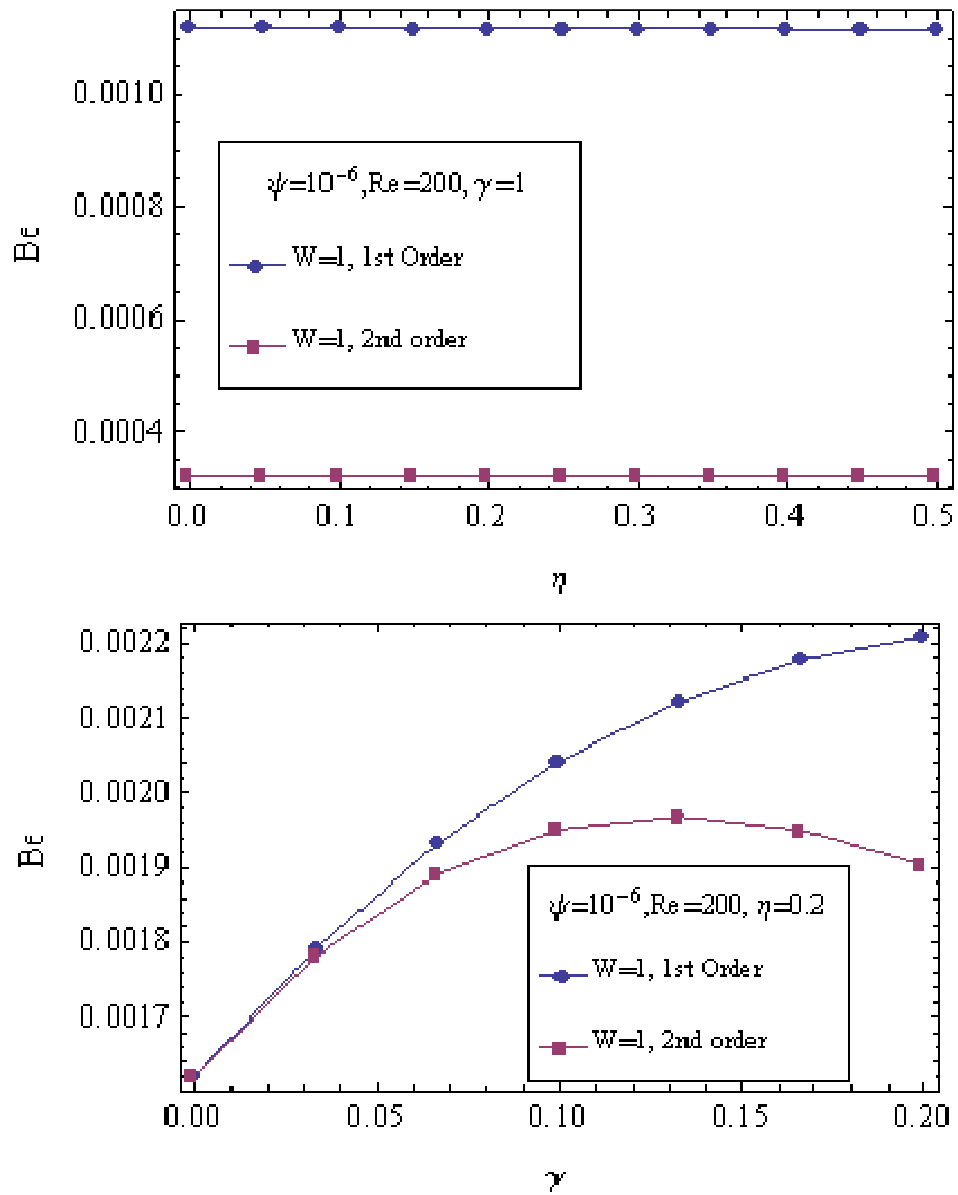 0.0010
0.0008
0.0006
0.0004
Be
ψ=10⁻⁶,Re=200, γ=1
W=1, 1st Order
W=1, 2nd order
0.0 0.1 0.2 0.3 0.4 0.5
η
0.0022
0.0021
0.0020
0.0019
0.0018
0.0017
Be
ψ=10⁻⁶,Re=200, η=0.2
W=1, 1st Order
W=1, 2nd order
0.00 0.05 0.10 0.15 0.20
γ